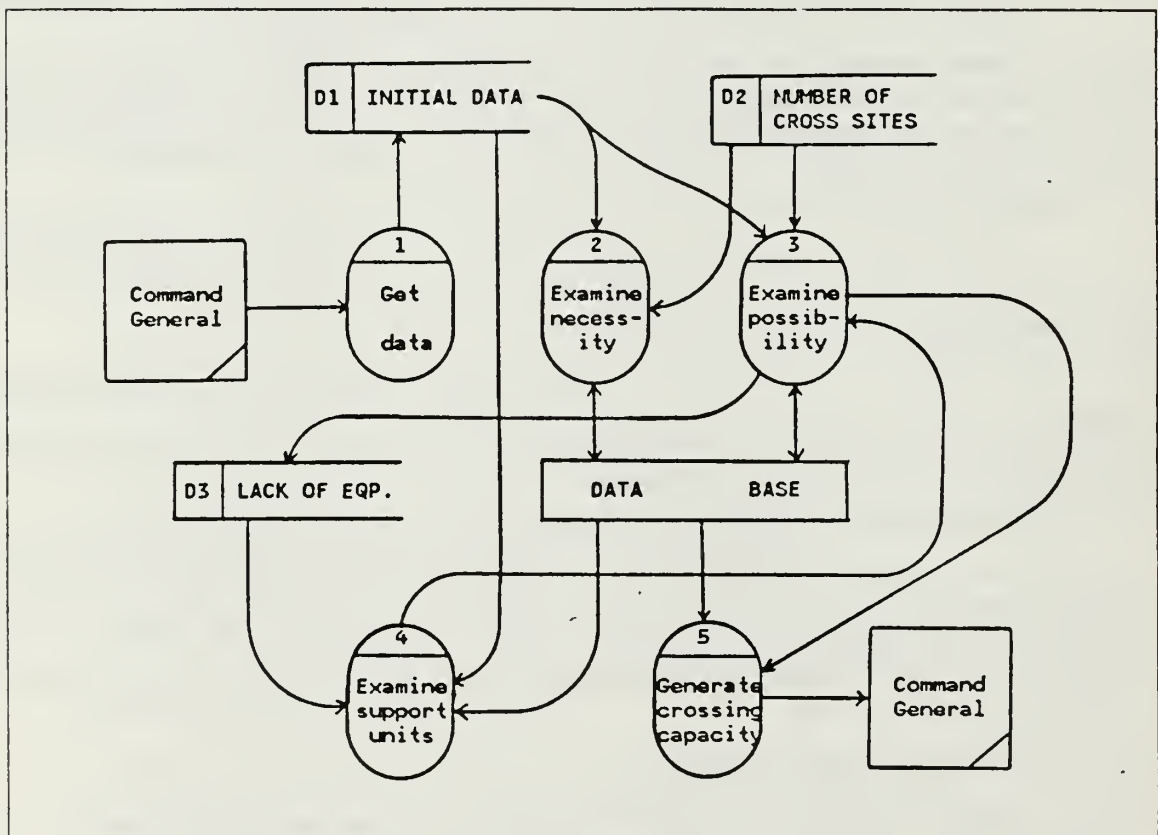 D1 INITIAL DATA
D2 NUMBER OF
CROSS SITES
1
Get
data
2
Examine
necess-
ity
3
Examine
possib-
ility
Command
General
D3 LACK OF EQP.
DATA BASE
4
Examine
support
units
5
Generate
crossing
capacity
Command
General